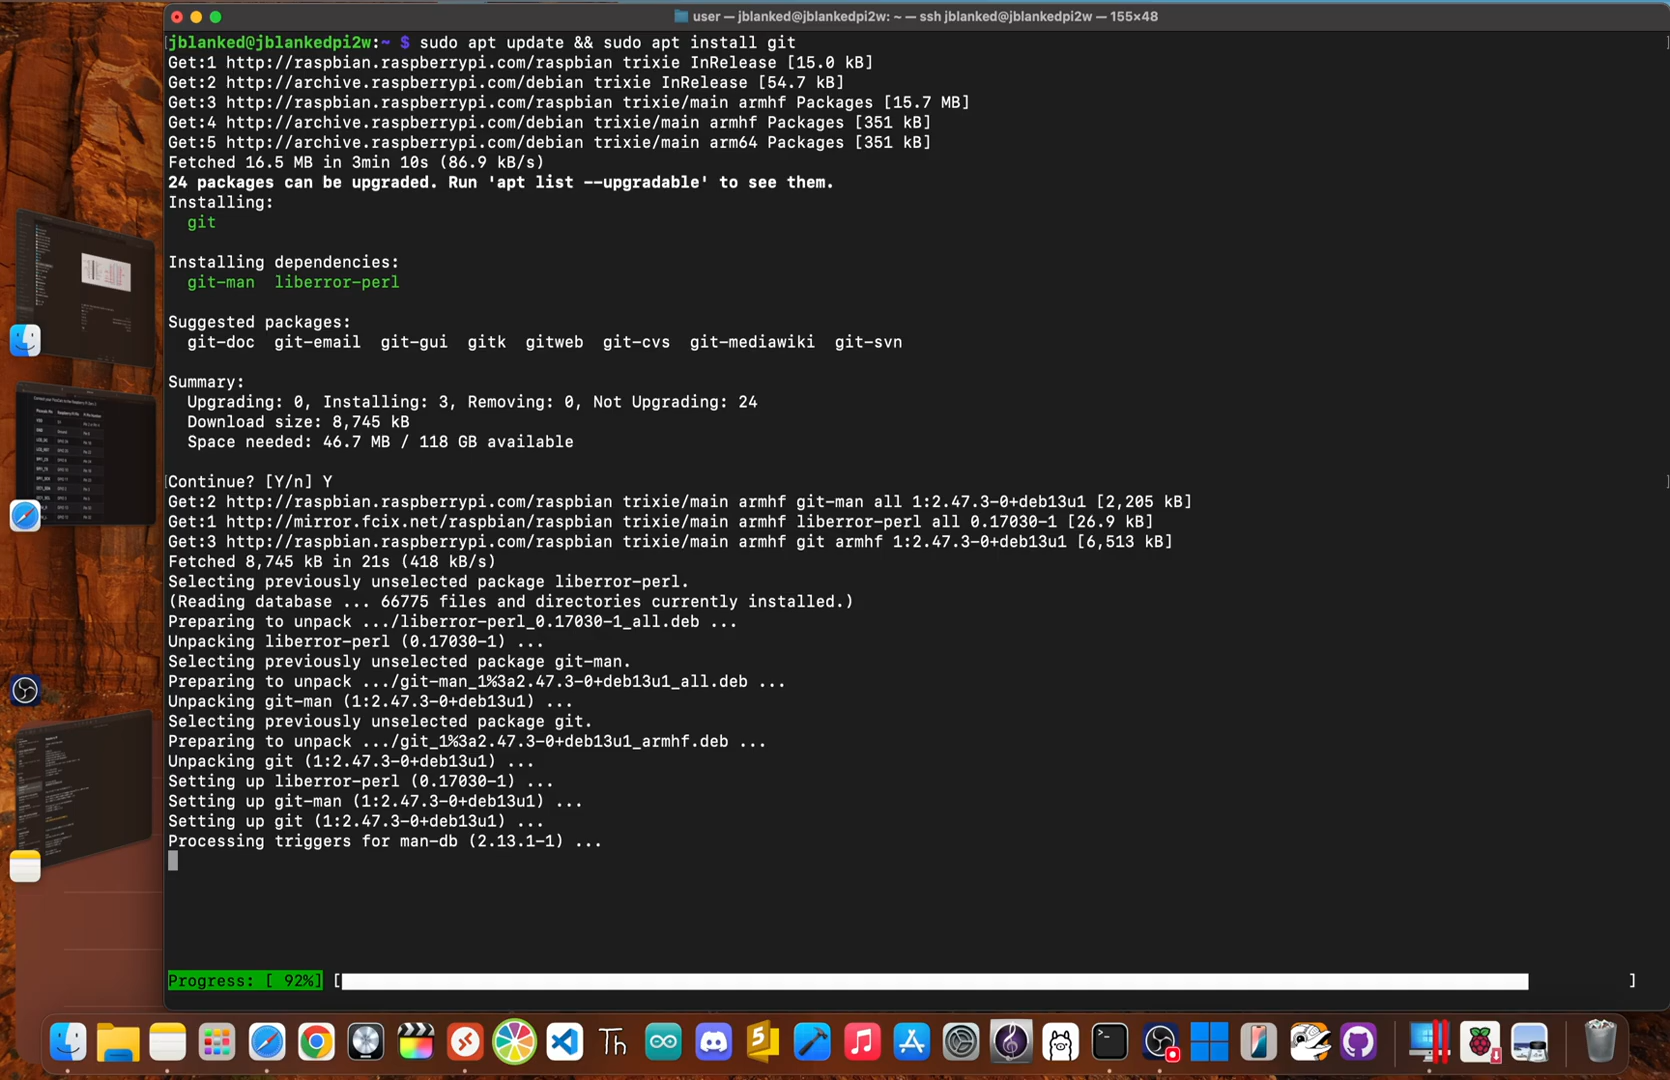 user — jblanked@jblankedpi2w: ~ — ssh jblanked@jblankedpi2w — 155×48
jblanked@jblankedpi2w:~ $ sudo apt update && sudo apt install git
Get:1 http://raspbian.raspberrypi.com/raspbian trixie InRelease [15.0 kB]
Get:2 http://archive.raspberrypi.com/debian trixie InRelease [54.7 kB]
Get:3 http://raspbian.raspberrypi.com/raspbian trixie/main armhf Packages [15.7 MB]
Get:4 http://archive.raspberrypi.com/debian trixie/main armhf Packages [351 kB]
Get:5 http://archive.raspberrypi.com/debian trixie/main arm64 Packages [351 kB]
Fetched 16.5 MB in 3min 10s (86.9 kB/s)
24 packages can be upgraded. Run 'apt list --upgradable' to see them.
Installing:
git
Installing dependencies:
git-man liberror-perl
Suggested packages:
git-doc git-email git-gui gitk gitweb git-cvs git-mediawiki git-svn
Summary:
Upgrading: 0, Installing: 3, Removing: 0, Not Upgrading: 24
Download size: 8,745 kB
Space needed: 46.7 MB / 118 GB available
Continue? [Y/n] Y
Get:2 http://raspbian.raspberrypi.com/raspbian trixie/main armhf git-man all 1:2.47.3-0+deb13u1 [2,205 kB]
Get:1 http://mirror.fcix.net/raspbian/raspbian trixie/main armhf liberror-perl all 0.17030-1 [26.9 kB]
Get:3 http://raspbian.raspberrypi.com/raspbian trixie/main armhf git armhf 1:2.47.3-0+deb13u1 [6,513 kB]
Fetched 8,745 kB in 21s (418 kB/s)
Selecting previously unselected package liberror-perl.
(Reading database ... 66775 files and directories currently installed.)
Preparing to unpack .../liberror-perl_0.17030-1_all.deb ...
Unpacking liberror-perl (0.17030-1) ...
Selecting previously unselected package git-man.
Preparing to unpack .../git-man_1%3a2.47.3-0+deb13u1_all.deb ...
Unpacking git-man (1:2.47.3-0+deb13u1) ...
Selecting previously unselected package git.
Preparing to unpack .../git_1%3a2.47.3-0+deb13u1_armhf.deb ...
Unpacking git (1:2.47.3-0+deb13u1) ...
Setting up liberror-perl (0.17030-1) ...
Setting up git-man (1:2.47.3-0+deb13u1) ...
Setting up git (1:2.47.3-0+deb13u1) ...
Processing triggers for man-db (2.13.1-1) ...
Progress: [ 92%] [ ]
Th
5